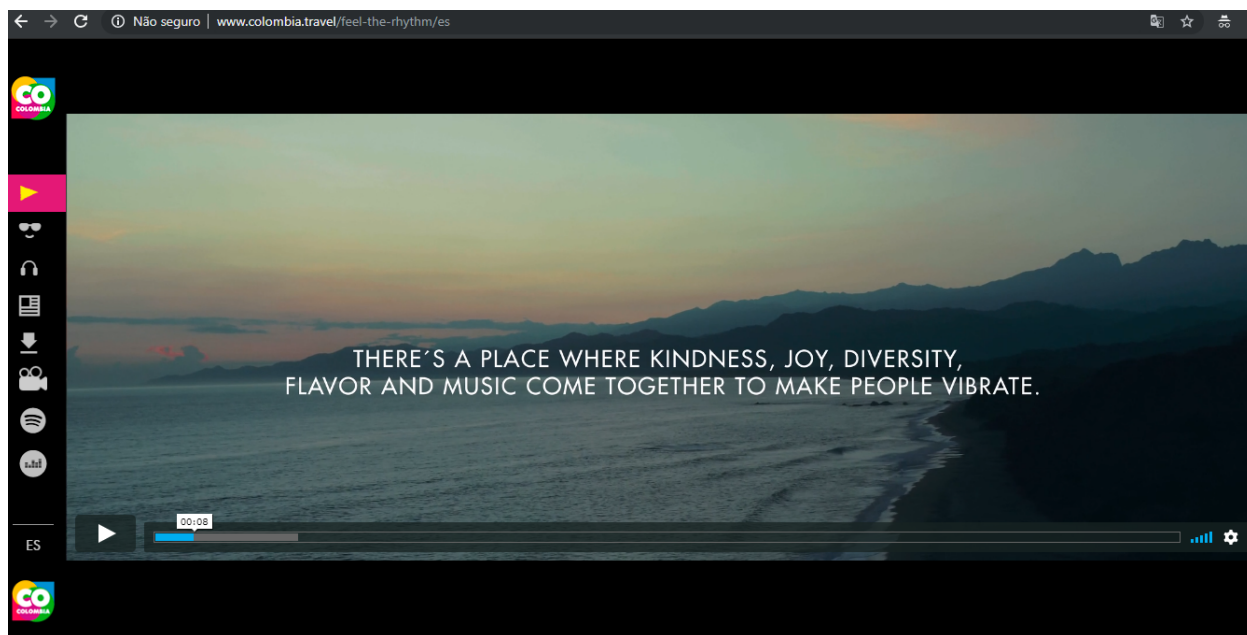 Não seguro | www.colombia.travel/feel-the-rhythm/es
CO
COLOMBIA
THERE´S A PLACE WHERE KINDNESS, JOY, DIVERSITY,
FLAVOR AND MUSIC COME TOGETHER TO MAKE PEOPLE VIBRATE.
00:08
ES
CO
COLOMBIA